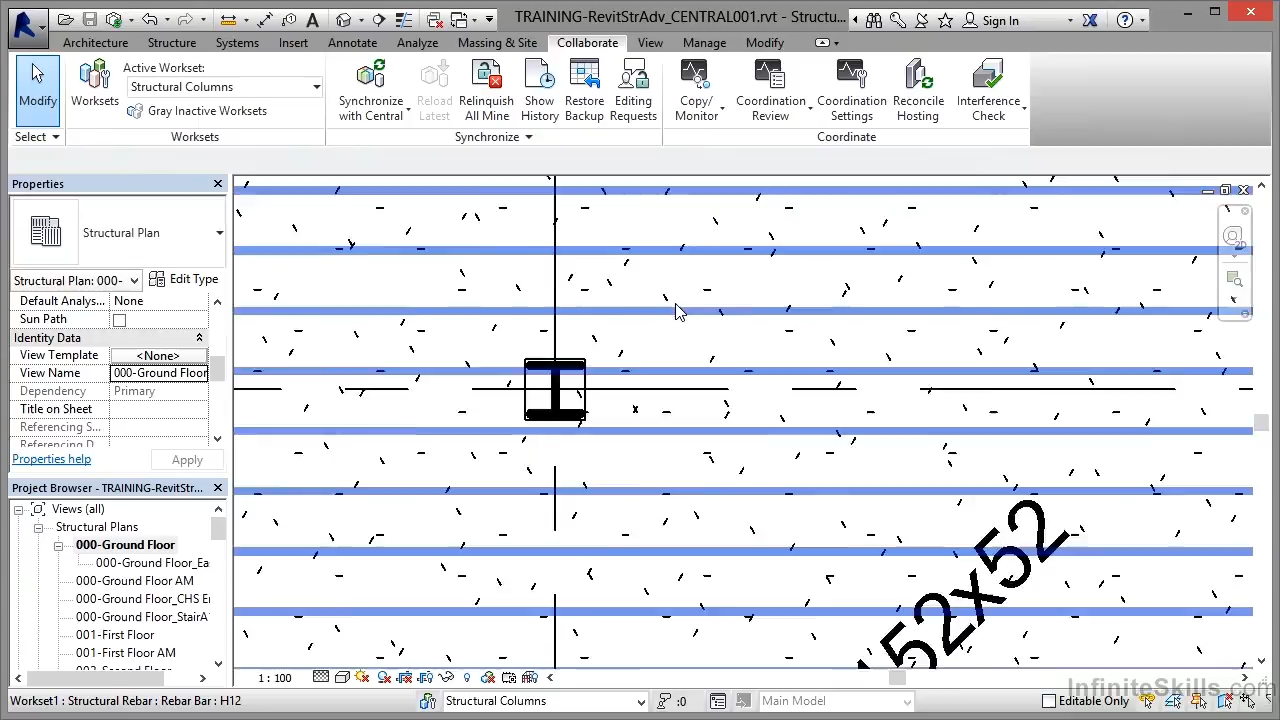 TRAINING-RevitStrAdv_CENTRAL001.rvt - Structu...
Sign In
Architecture Structure Systems Insert Annotate Analyze Massing & Site Collaborate View Manage Modify
Modify
Select
Worksets
Active Workset:
Structural Columns
Gray Inactive Worksets
Worksets
Synchronize with Central
Reload Latest
Relinquish All Mine
Show History
Restore Backup
Editing Requests
Synchronize
Copy/ Monitor
Coordination Review
Coordination Settings
Reconcile Hosting
Interference Check
Coordinate
Properties
Structural Plan
Structural Plan: 000-
Edit Type
Default Analys... None
Sun Path
Identity Data
View Template <None>
View Name 000-Ground Floor
Dependency Primary
Title on Sheet
Referencing S...
Referencing D
Properties help
Apply
Project Browser - TRAINING-RevitStr...
Views (all)
Structural Plans
000-Ground Floor
000-Ground Floor_Ea
000-Ground Floor AM
000-Ground Floor_CHS En
000-Ground Floor_StairA
001-First Floor
001-First Floor AM
002-Second Floor
152x52
2D
1 : 100
InfiniteSkills.com
Worksetl : Structural Rebar : Rebar Bar : H12
Structural Columns
:0
Main Model
Editable Only